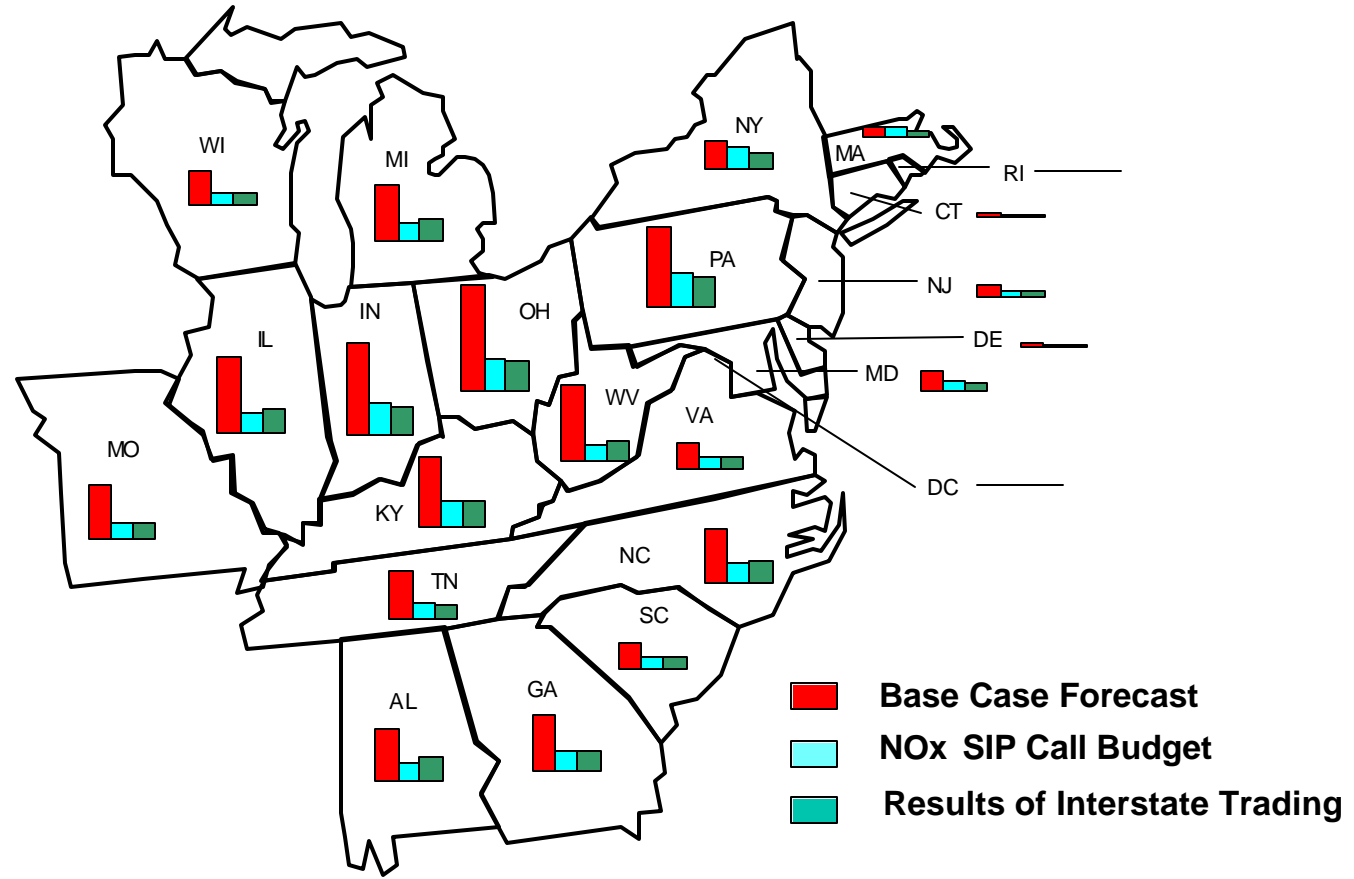 NY
WI
MA
MI
RI
CT
PA
NJ
IN
OH
IL
DE
MD
WV
VA
MO
DC
KY
NC
TN
SC
GA
AL
Base Case Forecast
NOx SIP Call Budget
Results of Interstate Trading